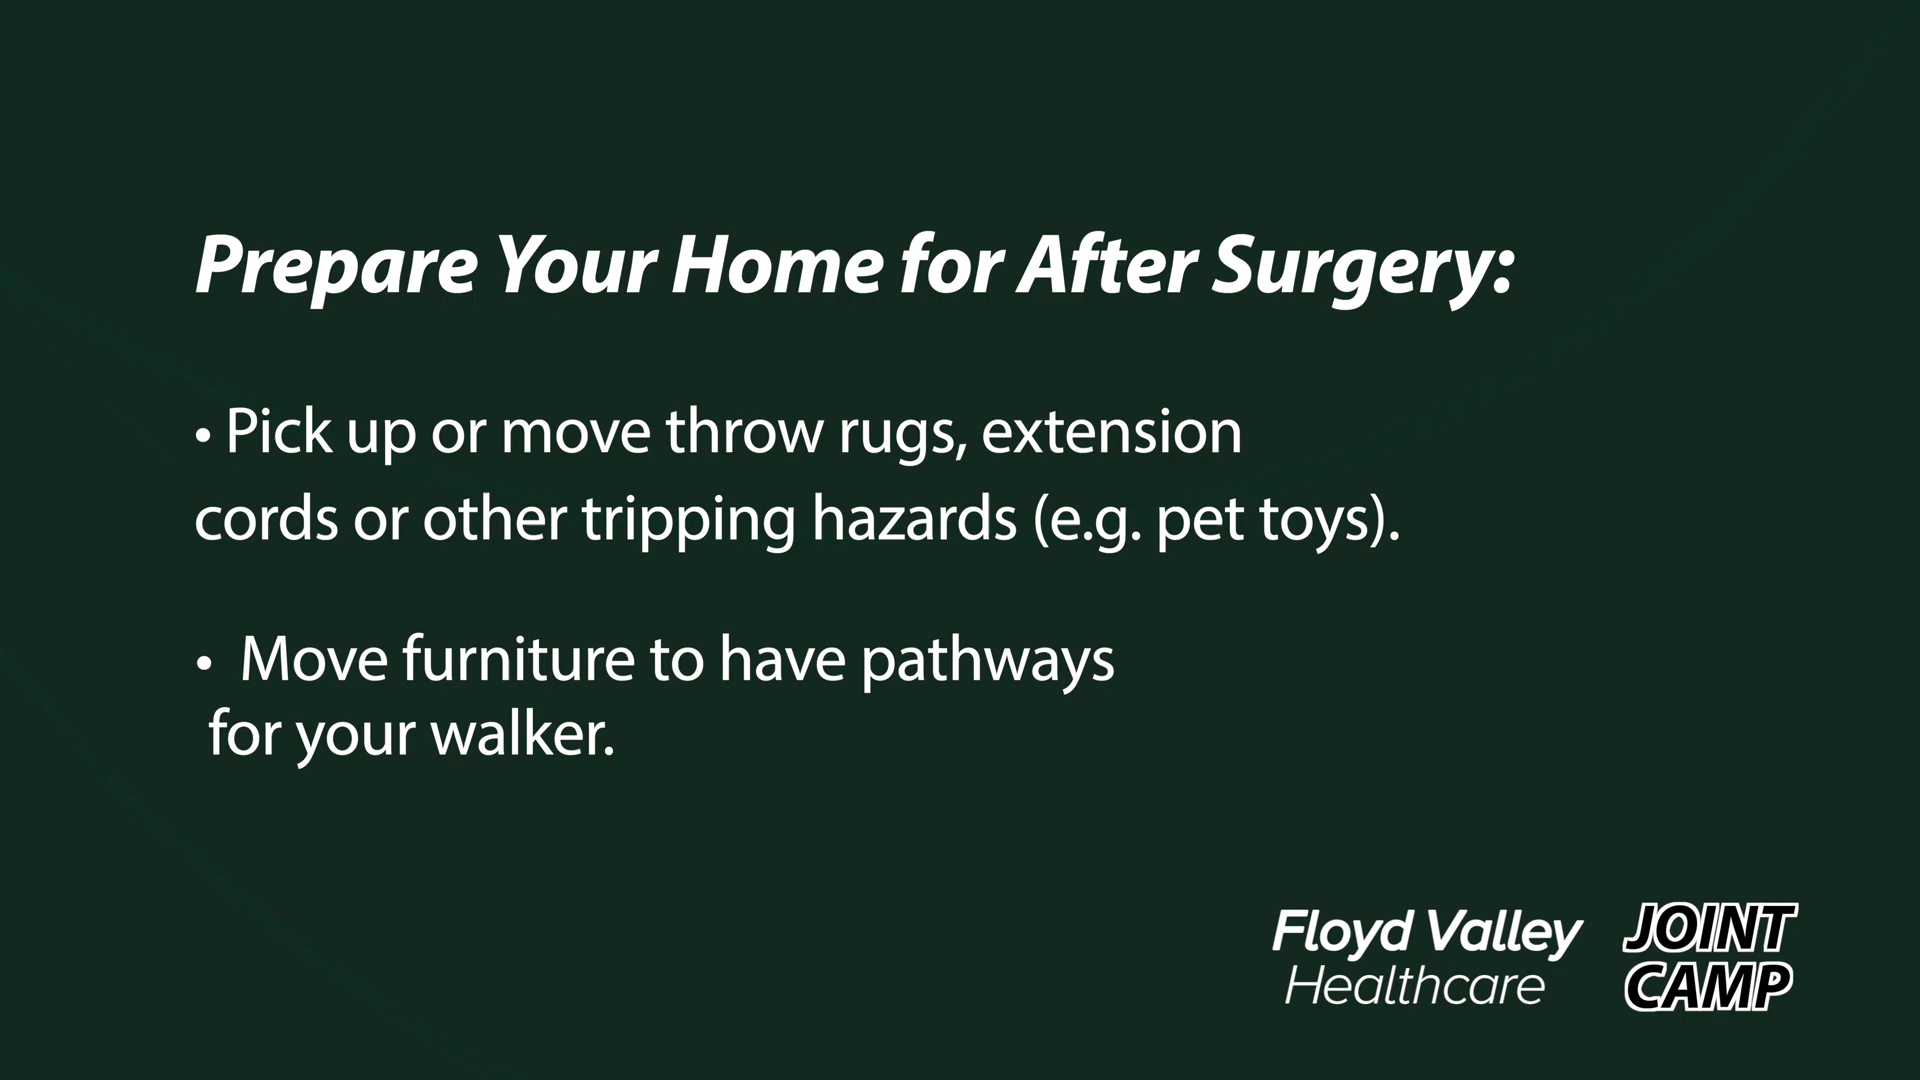 Prepare Your Home for After Surgery:
• Pick up or move throw rugs, extension
cords or other tripping hazards (e.g. pet toys).
• Move furniture to have pathways
for your walker.
Floyd Valley
Healthcare
JOINT
CAMP